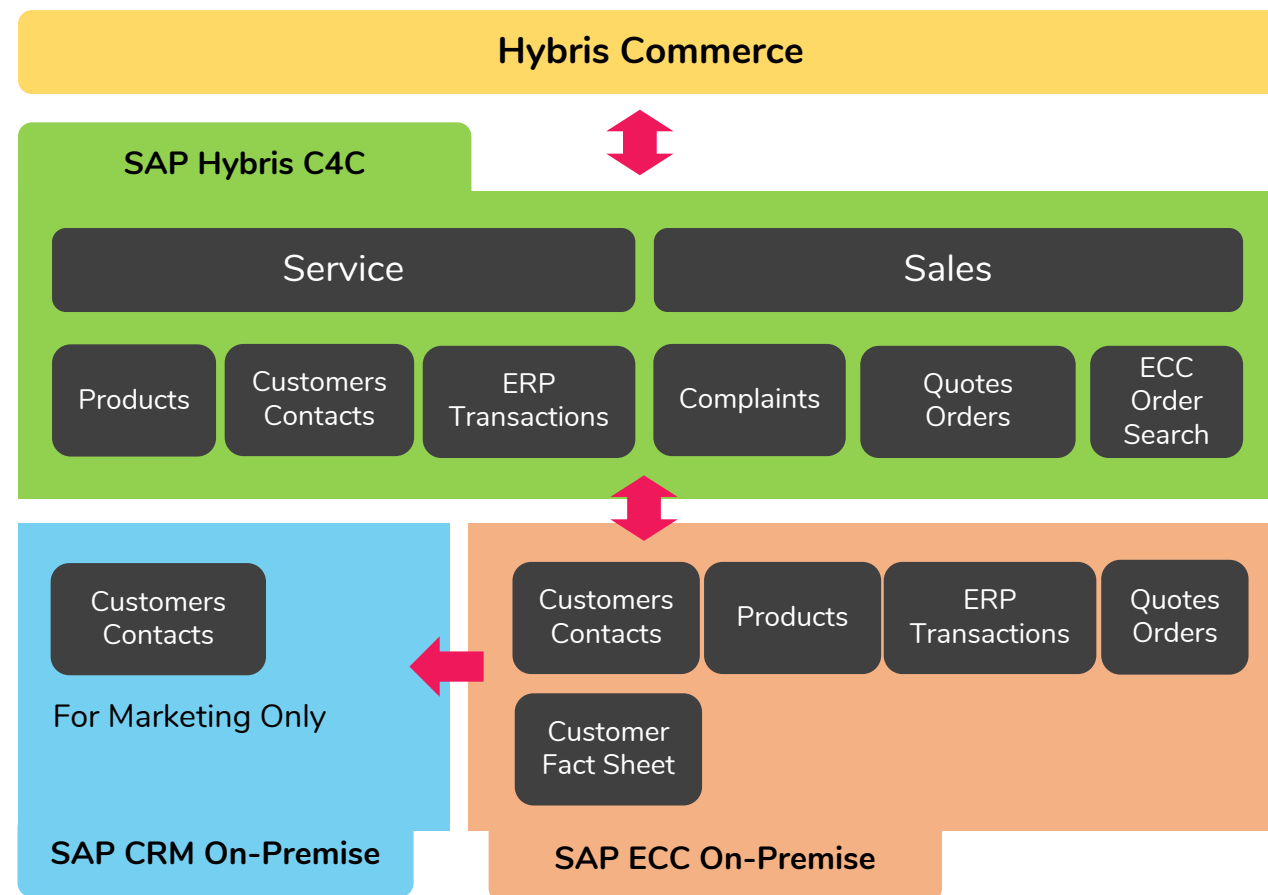 Hybris Commerce
SAP Hybris C4C
Service
Sales
Products
Customers
Contacts
ERP
Transactions
Complaints
Quotes
Orders
ECC
Order
Search
Customers
Contacts
For Marketing Only
SAP CRM On-Premise
Customers
Contacts
Products
ERP
Transactions
Quotes
Orders
Customer
Fact Sheet
SAP ECC On-Premise